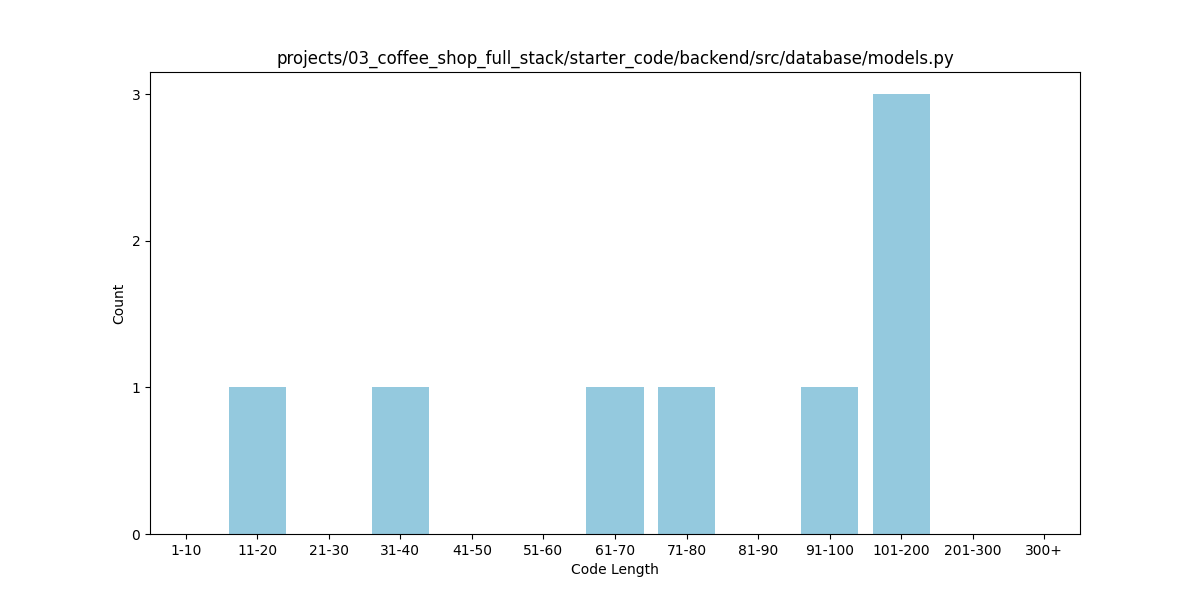 projects/03_coffee_shop_full_stack/starter_code/backend/src/database/models.py
3
2
1
0
Count
1-10 11-20 21-30 31-40 41-50 51-60 61-70 71-80 81-90 91-100 101-200 201-300 300+
Code Length